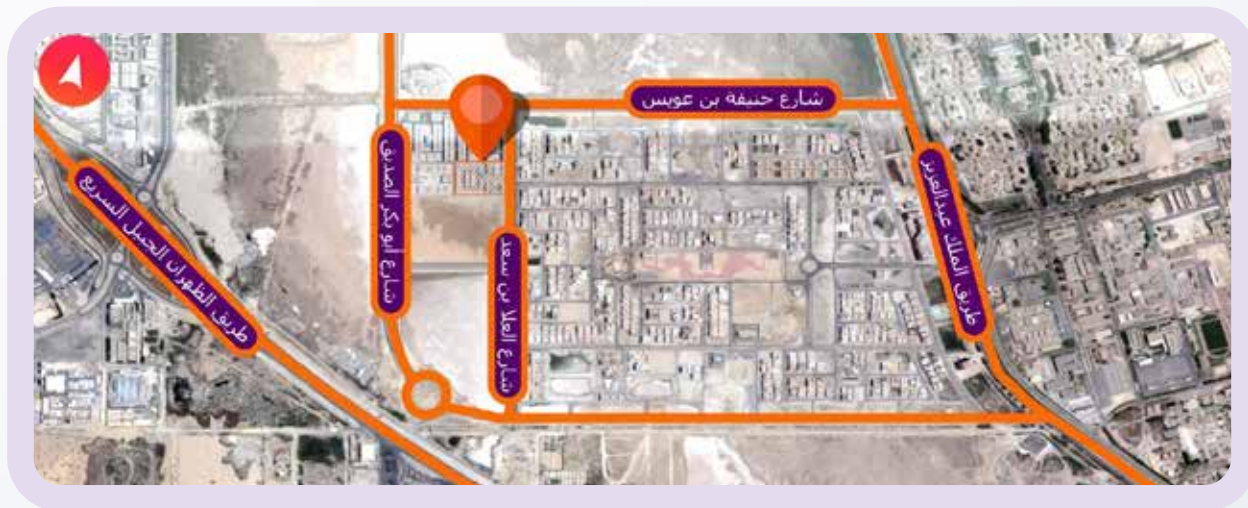 شارع حنيفة بن عويس
طريق الملك عبدالعزيز
شارع أبو بكر الصديق
شارع العلا بن سعد
طريق الظهران الجبيل السريع